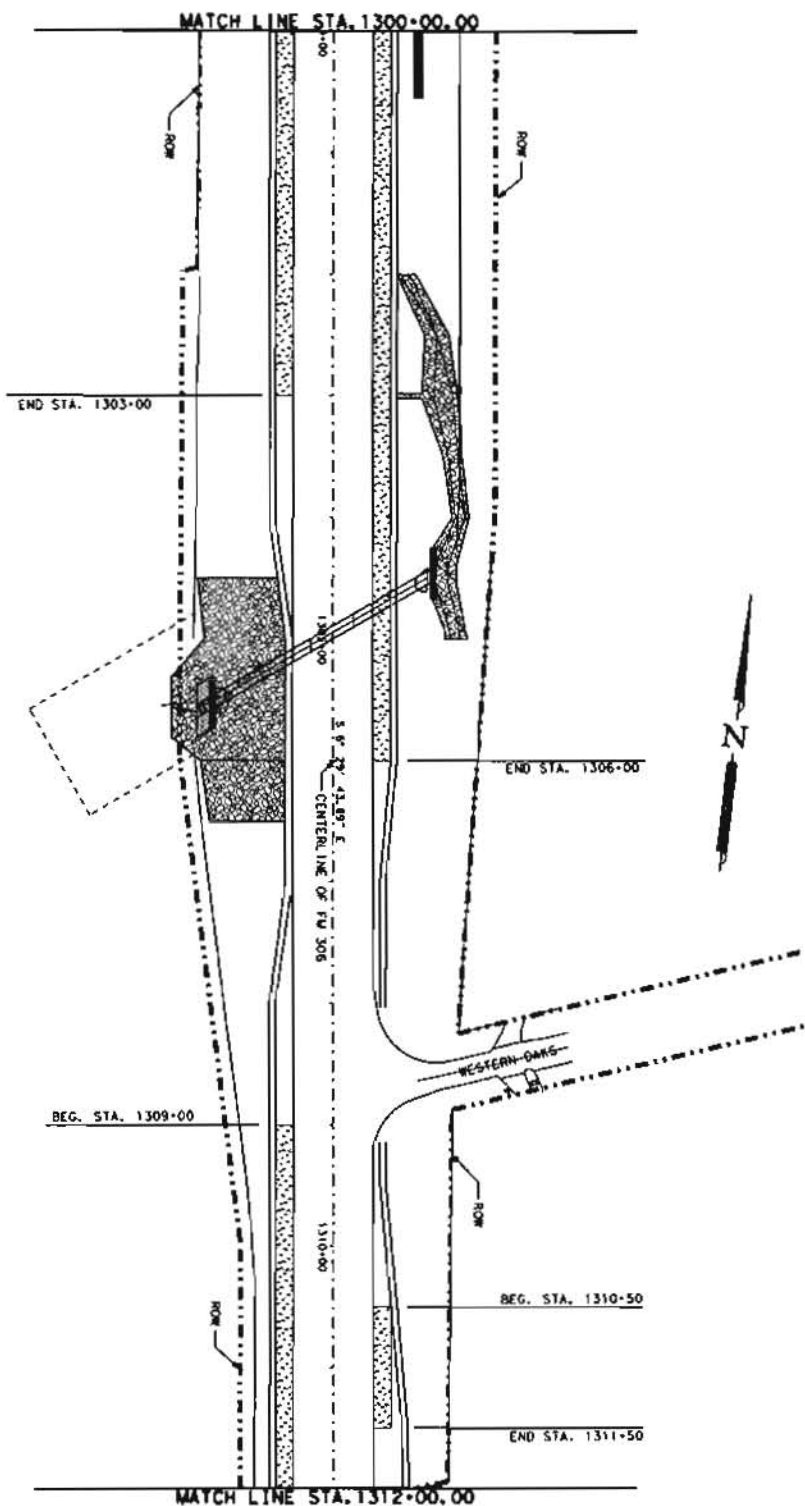 MATCH LINE STA. 1300+00.00
+00
ROW
ROW
END STA. 1303+00
N
END STA. 1306+00
CENTERLINE OF FM 306
WESTERN OAKS
BEG. STA. 1309+00
ROW
1310+00
BEG. STA. 1310+50
ROW
END STA. 1311+50
MATCH LINE STA. 1312+00.00